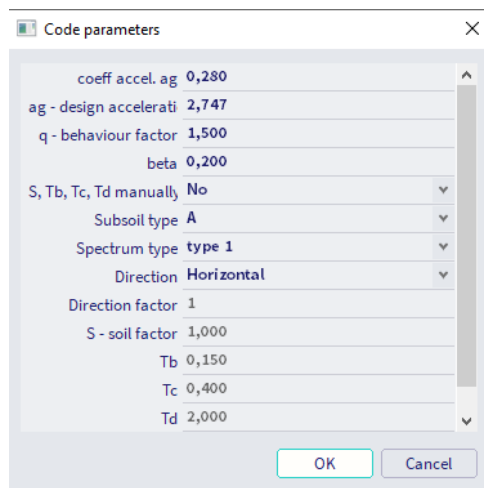 Code parameters
coeff accel. ag 0,280
ag - design accelerati 2,747
q - behaviour factor 1,500
beta 0,200
S, Tb, Tc, Td manually No
Subsoil type A
Spectrum type type 1
Direction Horizontal
Direction factor 1
S - soil factor 1,000
Tb 0,150
Tc 0,400
Td 2,000
OK Cancel